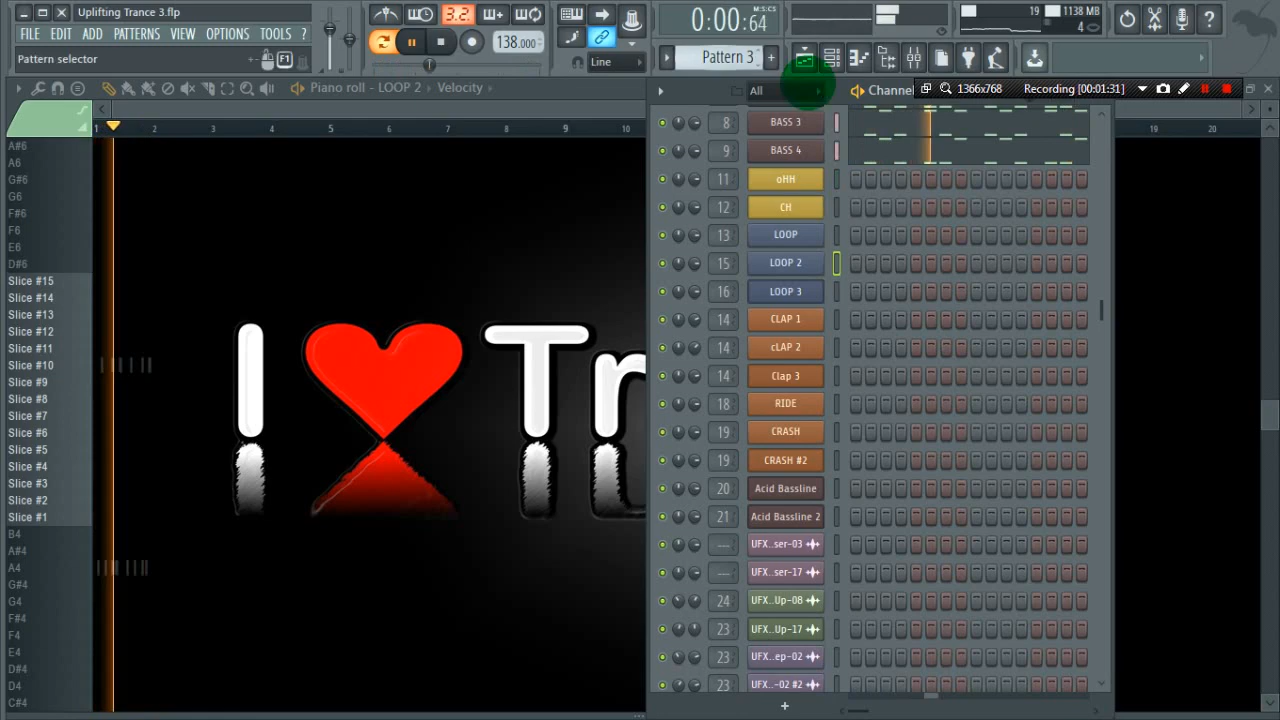 Uplifting Trance 3.flp
FILE EDIT ADD PATTERNS VIEW OPTIONS TOOLS ?
Pattern selector
F1
3.2.
138.000
0:00:64
M:S:CS
19
1138 MB
4
Line
Pattern 3
Piano roll - LOOP 2 Velocity
All
Channel
1366x768
Recording [00:01:31]
1 2 3 4 5 6 7 8 9 10 19 20
A#6
A6
G#6
G6
F#6
F6
E6
D#6
Slice #15
Slice #14
Slice #13
Slice #12
Slice #11
Slice #10
Slice #9
Slice #8
Slice #7
Slice #6
Slice #5
Slice #4
Slice #3
Slice #2
Slice #1
B4
A#4
A4
G#4
G4
F#4
F4
E4
D#4
D4
C#4
I Tr
8 BASS 3
9 BASS 4
11 oHH
12 CH
13 LOOP
15 LOOP 2
16 LOOP 3
14 CLAP 1
14 cLAP 2
14 Clap 3
18 RIDE
19 CRASH
19 CRASH #2
20 Acid Bassline
21 Acid Bassline 2
--- UFX..ser-03
--- UFX..ser-17
24 UFX..Up-08
23 UFX..Up-17
23 UFX..ep-02
23 UFX..-02 #2